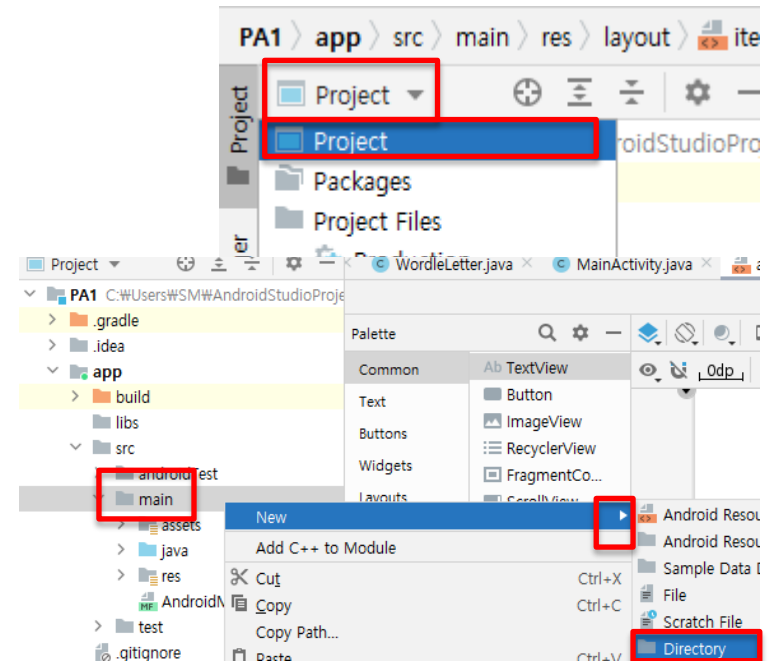 PA1 〉 app 〉 src 〉 main 〉 res 〉 layout 〉 ite
Project
Project
Project
roidStudioPro
Packages
Project Files
er
Project
WordleLetter.java
MainActivity.java
a
PA1 C:₩Users₩SM₩AndroidStudioProje
.gradle
.idea
app
build
libs
src
androidTest
main
assets
java
res
AndroidM
test
.gitignore
Palette
Common
Text
Buttons
Widgets
Layouts
Ab TextView
Button
ImageView
RecyclerView
FragmentCo...
ScrollView
0dp
New
Add C++ to Module
Cut Ctrl+X
Copy Ctrl+C
Copy Path...
Paste Ctrl+V
Android Resou
Android Resou
Sample Data D
File
Scratch File
Directory